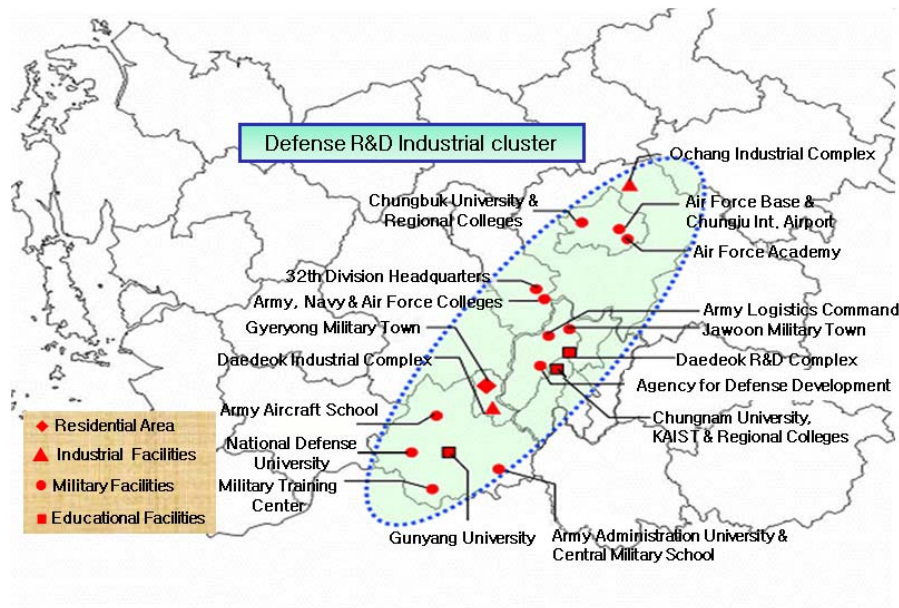 Defense R&D Industrial cluster
Ochang Industrial Complex
Chungbuk University &
Regional Colleges
Air Force Base &
Chungju Int. Airport
Air Force Academy
32th Division Headquarters
Army, Navy & Air Force Colleges
Gyeryong Military Town
Daedeok Industrial Complex
Army Logistics Command
Jawoon Military Town
Daedeok R&D Complex
Agency for Defense Development
Chungnam University,
KAIST & Regional Colleges
Army Aircraft School
National Defense
University
Military Training
Center
Gunyang University
Army Administration University &
Central Military School
Residential Area
Industrial Facilities
Military Facilities
Educational Facilities